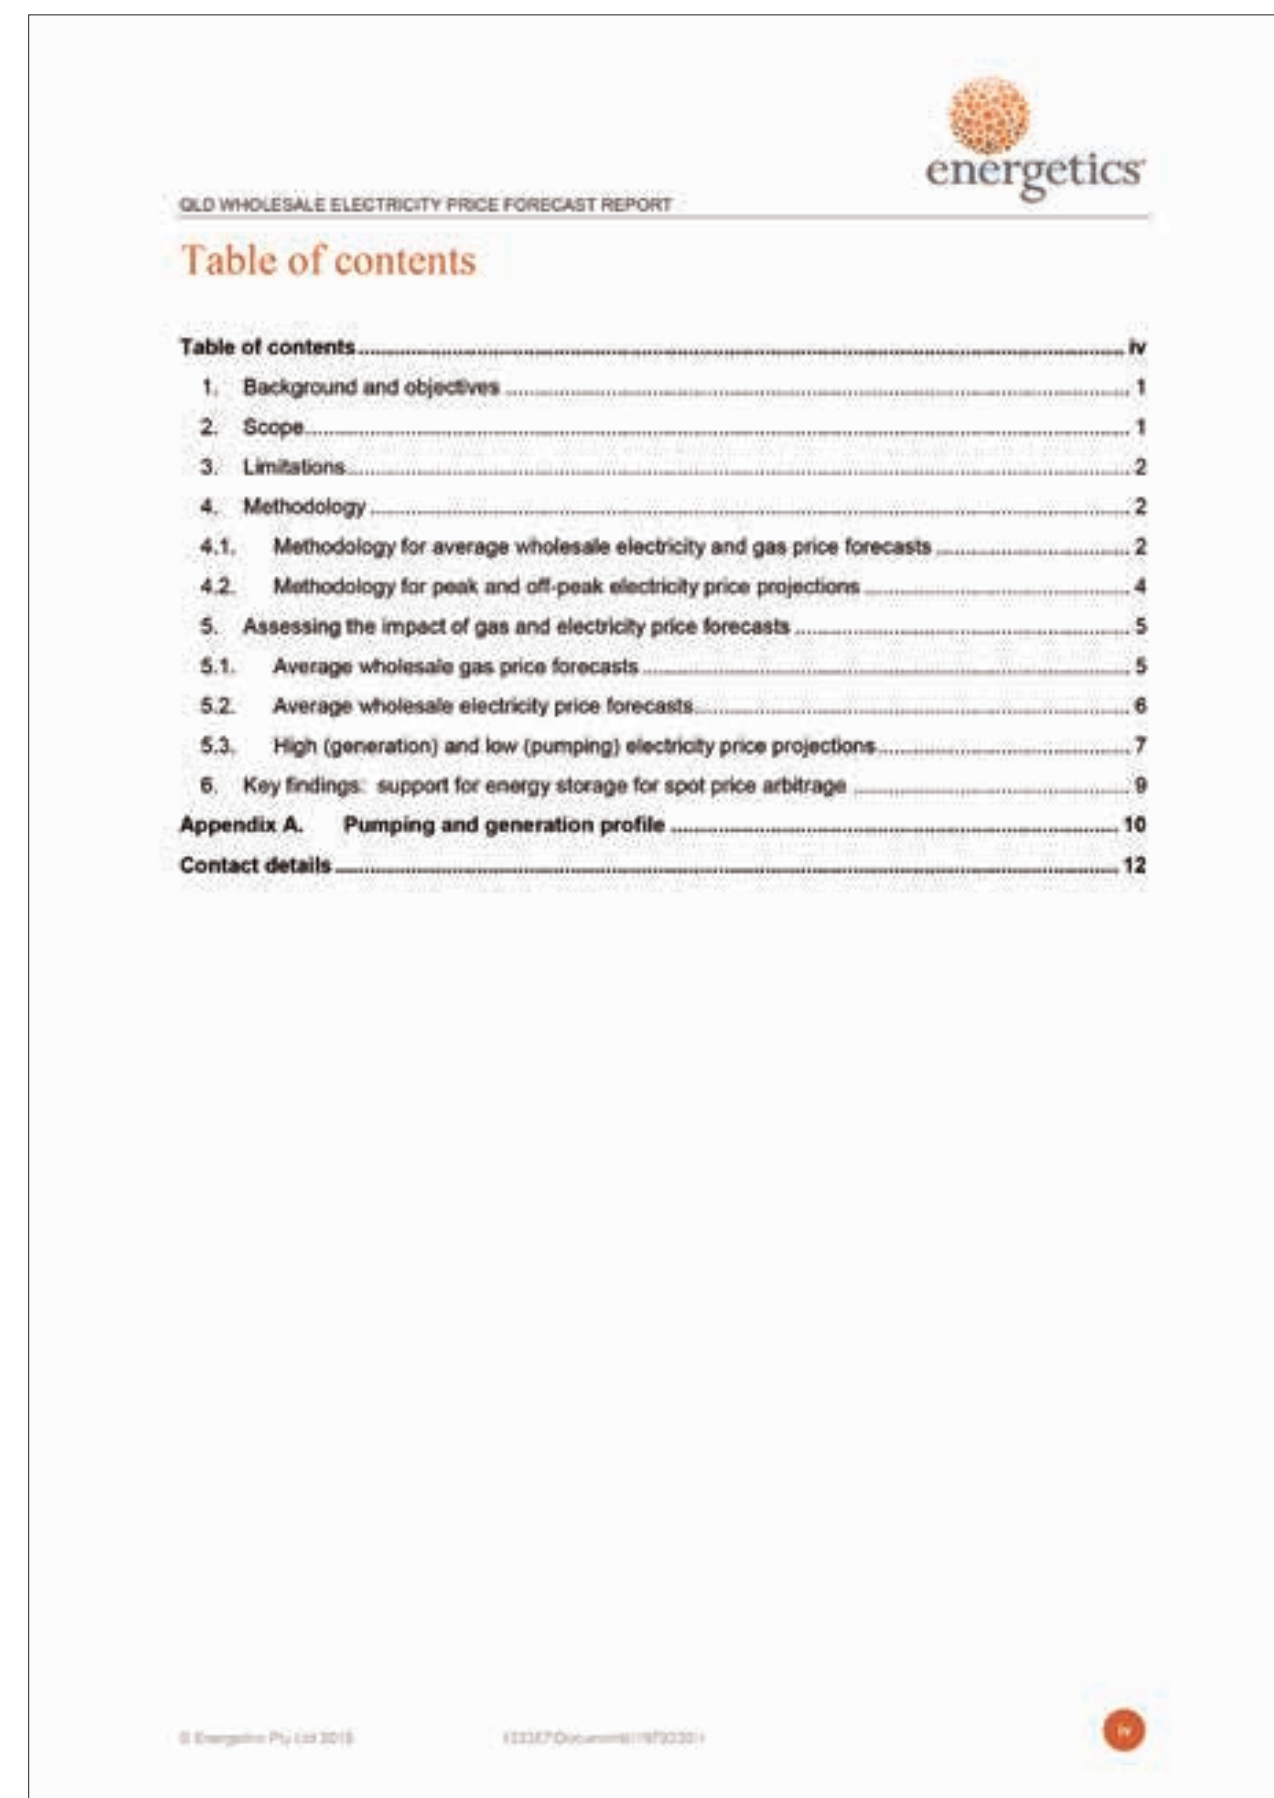 energetics
QLD WHOLESALE ELECTRICITY PRICE FORECAST REPORT
Table of contents
Table of contents iv
1. Background and objectives 1
2. Scope 1
3. Limitations 2
4. Methodology 2
4.1. Methodology for average wholesale electricity and gas price forecasts 2
4.2. Methodology for peak and off-peak electricity price projections 4
5. Assessing the impact of gas and electricity price forecasts 5
5.1. Average wholesale gas price forecasts 5
5.2. Average wholesale electricity price forecasts 6
5.3. High (generation) and low (pumping) electricity price projections 7
6. Key findings: support for energy storage for spot price arbitrage 9
Appendix A. Pumping and generation profile 10
Contact details 12
© Energetics Pty Ltd
iv